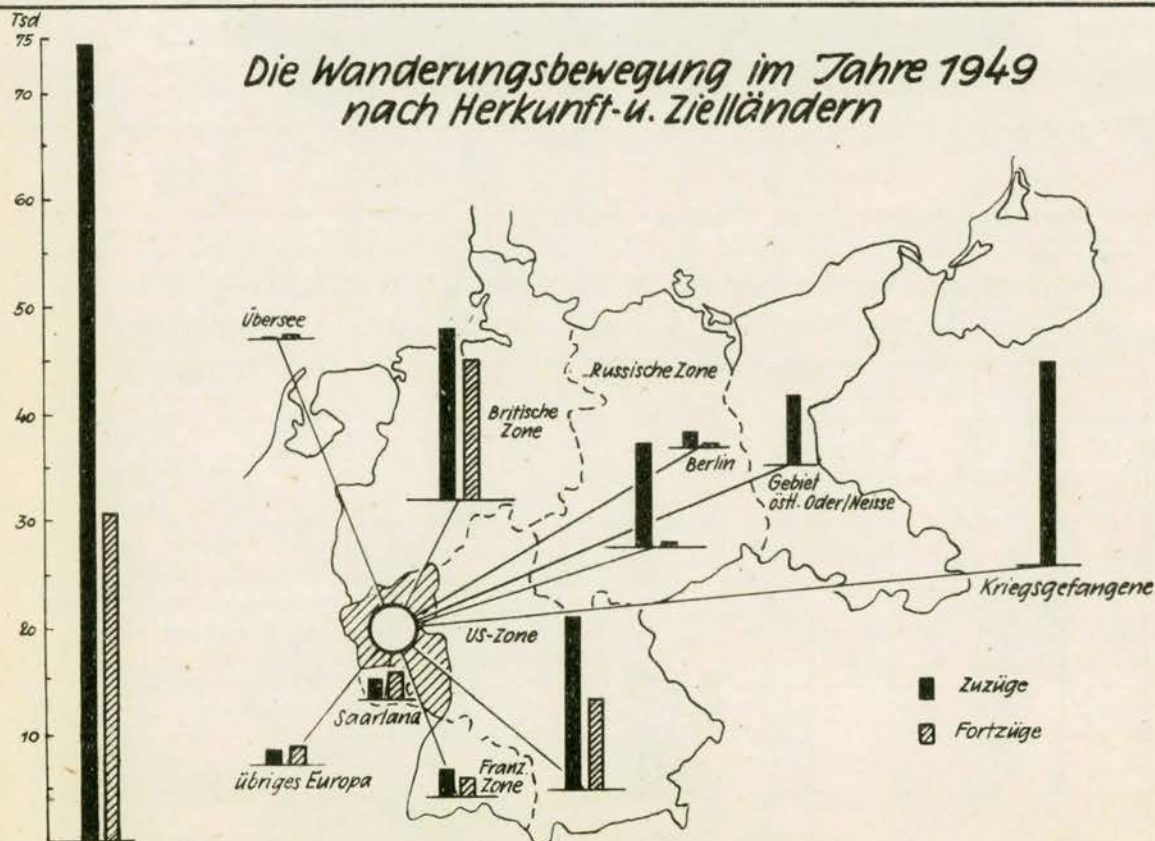 Tsd
75
70
60
50
40
30
20
10
Die Wanderungsbewegung im Jahre 1949
nach Herkunft-u. Zielländern
Übersee
Britische
Zone
Russische Zone
Berlin
Gebiet
östl. Oder/Neisse
Kriegsgefangene
US-Zone
Saarland
übriges Europa
Franz.
Zone
Zuzüge
Fortzüge